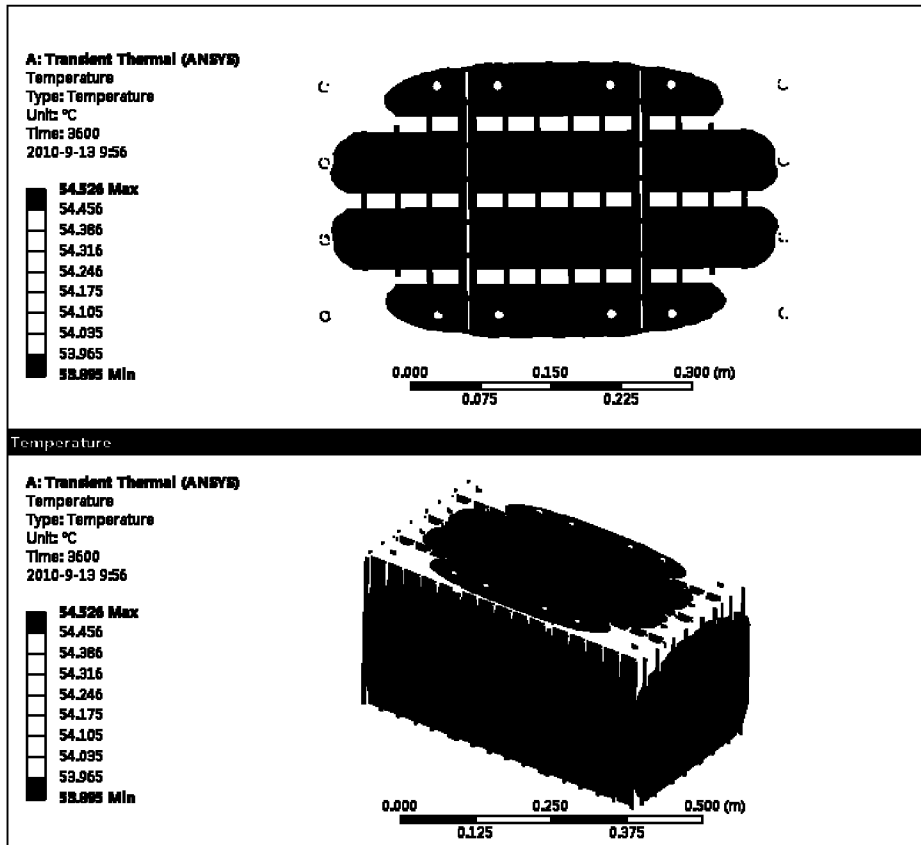 A: Transient Thermal (ANSYS)
Temperature
Type: Temperature
Unit: °C
Time: 3600
2010-9-13 9:56
54.526 Max
54.456
54.386
54.316
54.246
54.175
54.105
54.035
53.965
53.895 Min
0.000 0.150 0.300 (m)
0.075 0.225
Temperature
A: Transient Thermal (ANSYS)
Temperature
Type: Temperature
Unit: °C
Time: 3600
2010-9-13 9:56
54.526 Max
54.456
54.386
54.316
54.246
54.175
54.105
54.035
53.965
53.895 Min
0.000 0.250 0.500 (m)
0.125 0.375